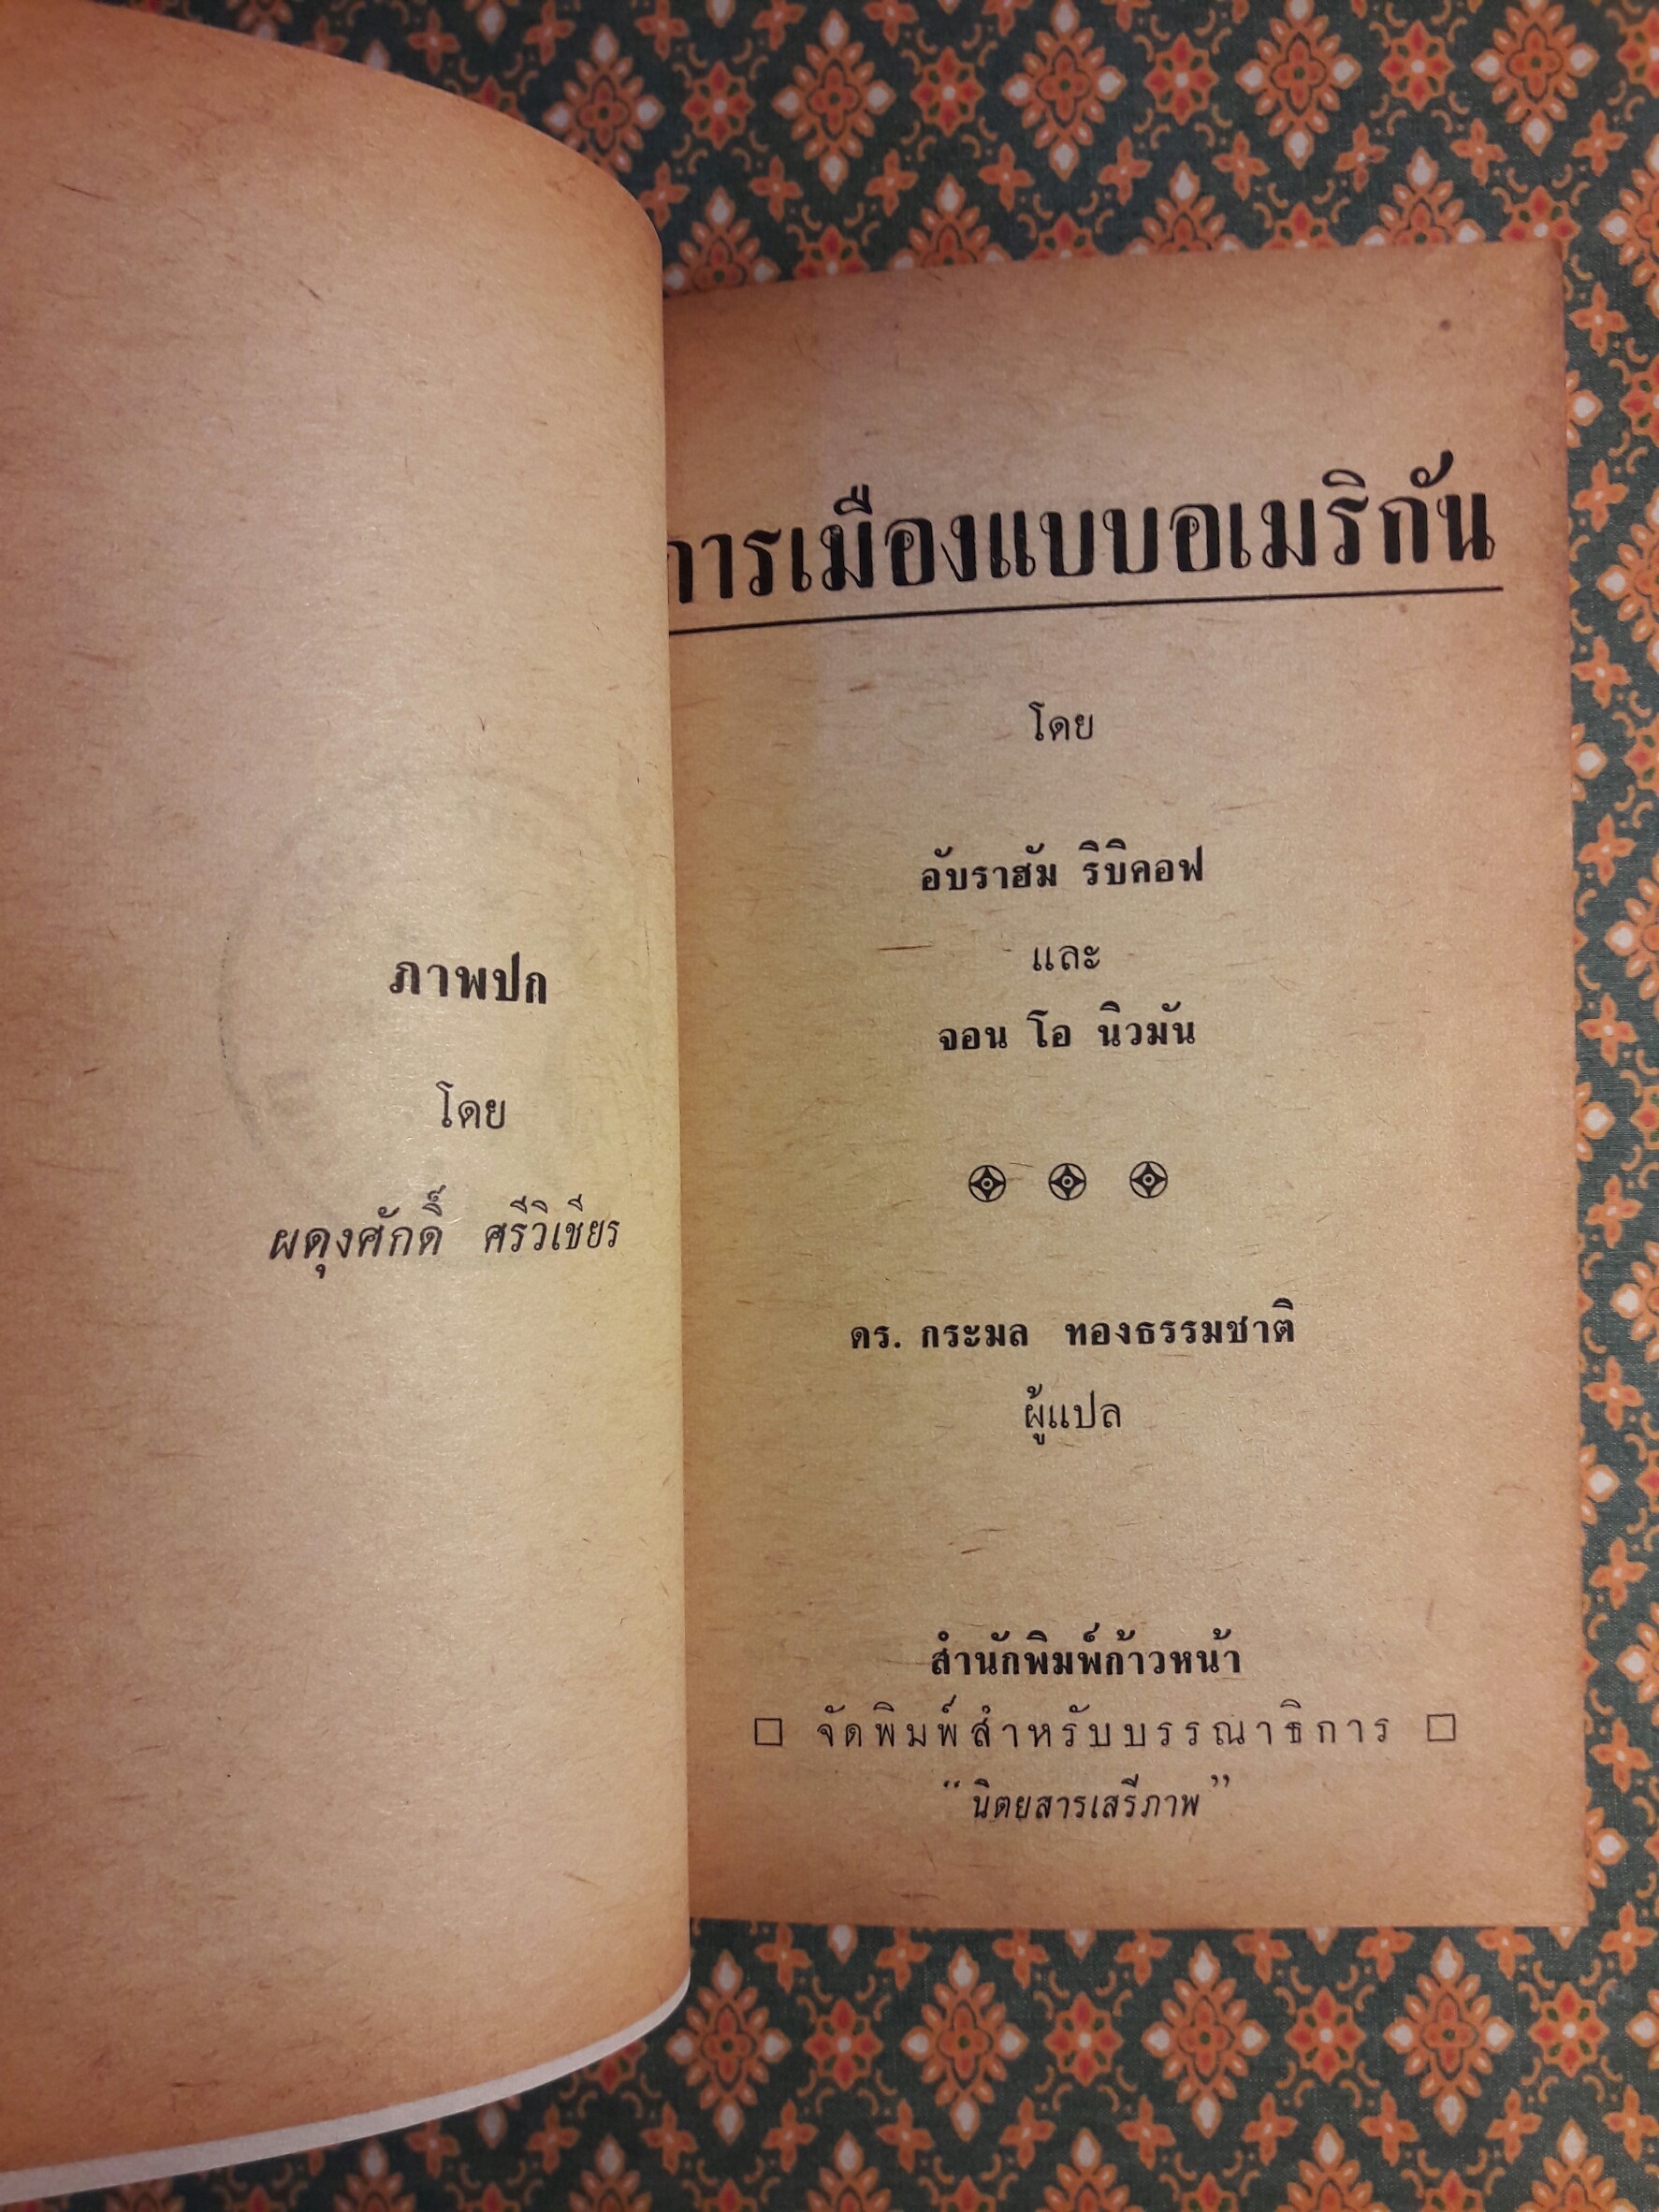 ภาพปก
โดย
ผดุงศักดิ์ ศรีวิเชียร
การเมืองแบบอเมริกัน
โดย
อับราฮัม ริบิคอฟ
และ
จอน โอ นิวมัน
ดร. กระมล ทองธรรมชาติ
ผู้แปล
สำนักพิมพ์ก้าวหน้า
□ จัดพิมพ์สำหรับบรรณาธิการ □
“นิตยสารเสรีภาพ”